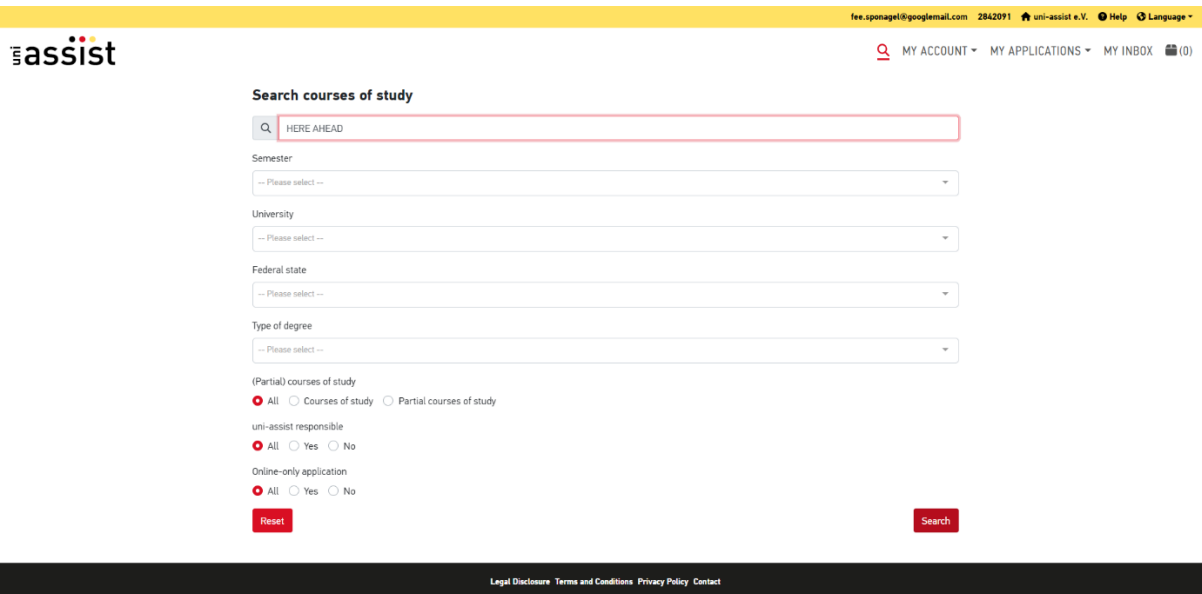 fee.sponagel@googlemail.com 2842091 uni-assist e.V. Help Language
uni assist
MY ACCOUNT MY APPLICATIONS MY INBOX (0)
Search courses of study
HERE AHEAD
Semester
-- Please select --
University
-- Please select --
Federal state
-- Please select --
Type of degree
-- Please select --
(Partial) courses of study
All Courses of study Partial courses of study
uni-assist responsible
All Yes No
Online-only application
All Yes No
Reset Search
Legal Disclosure Terms and Conditions Privacy Policy Contact